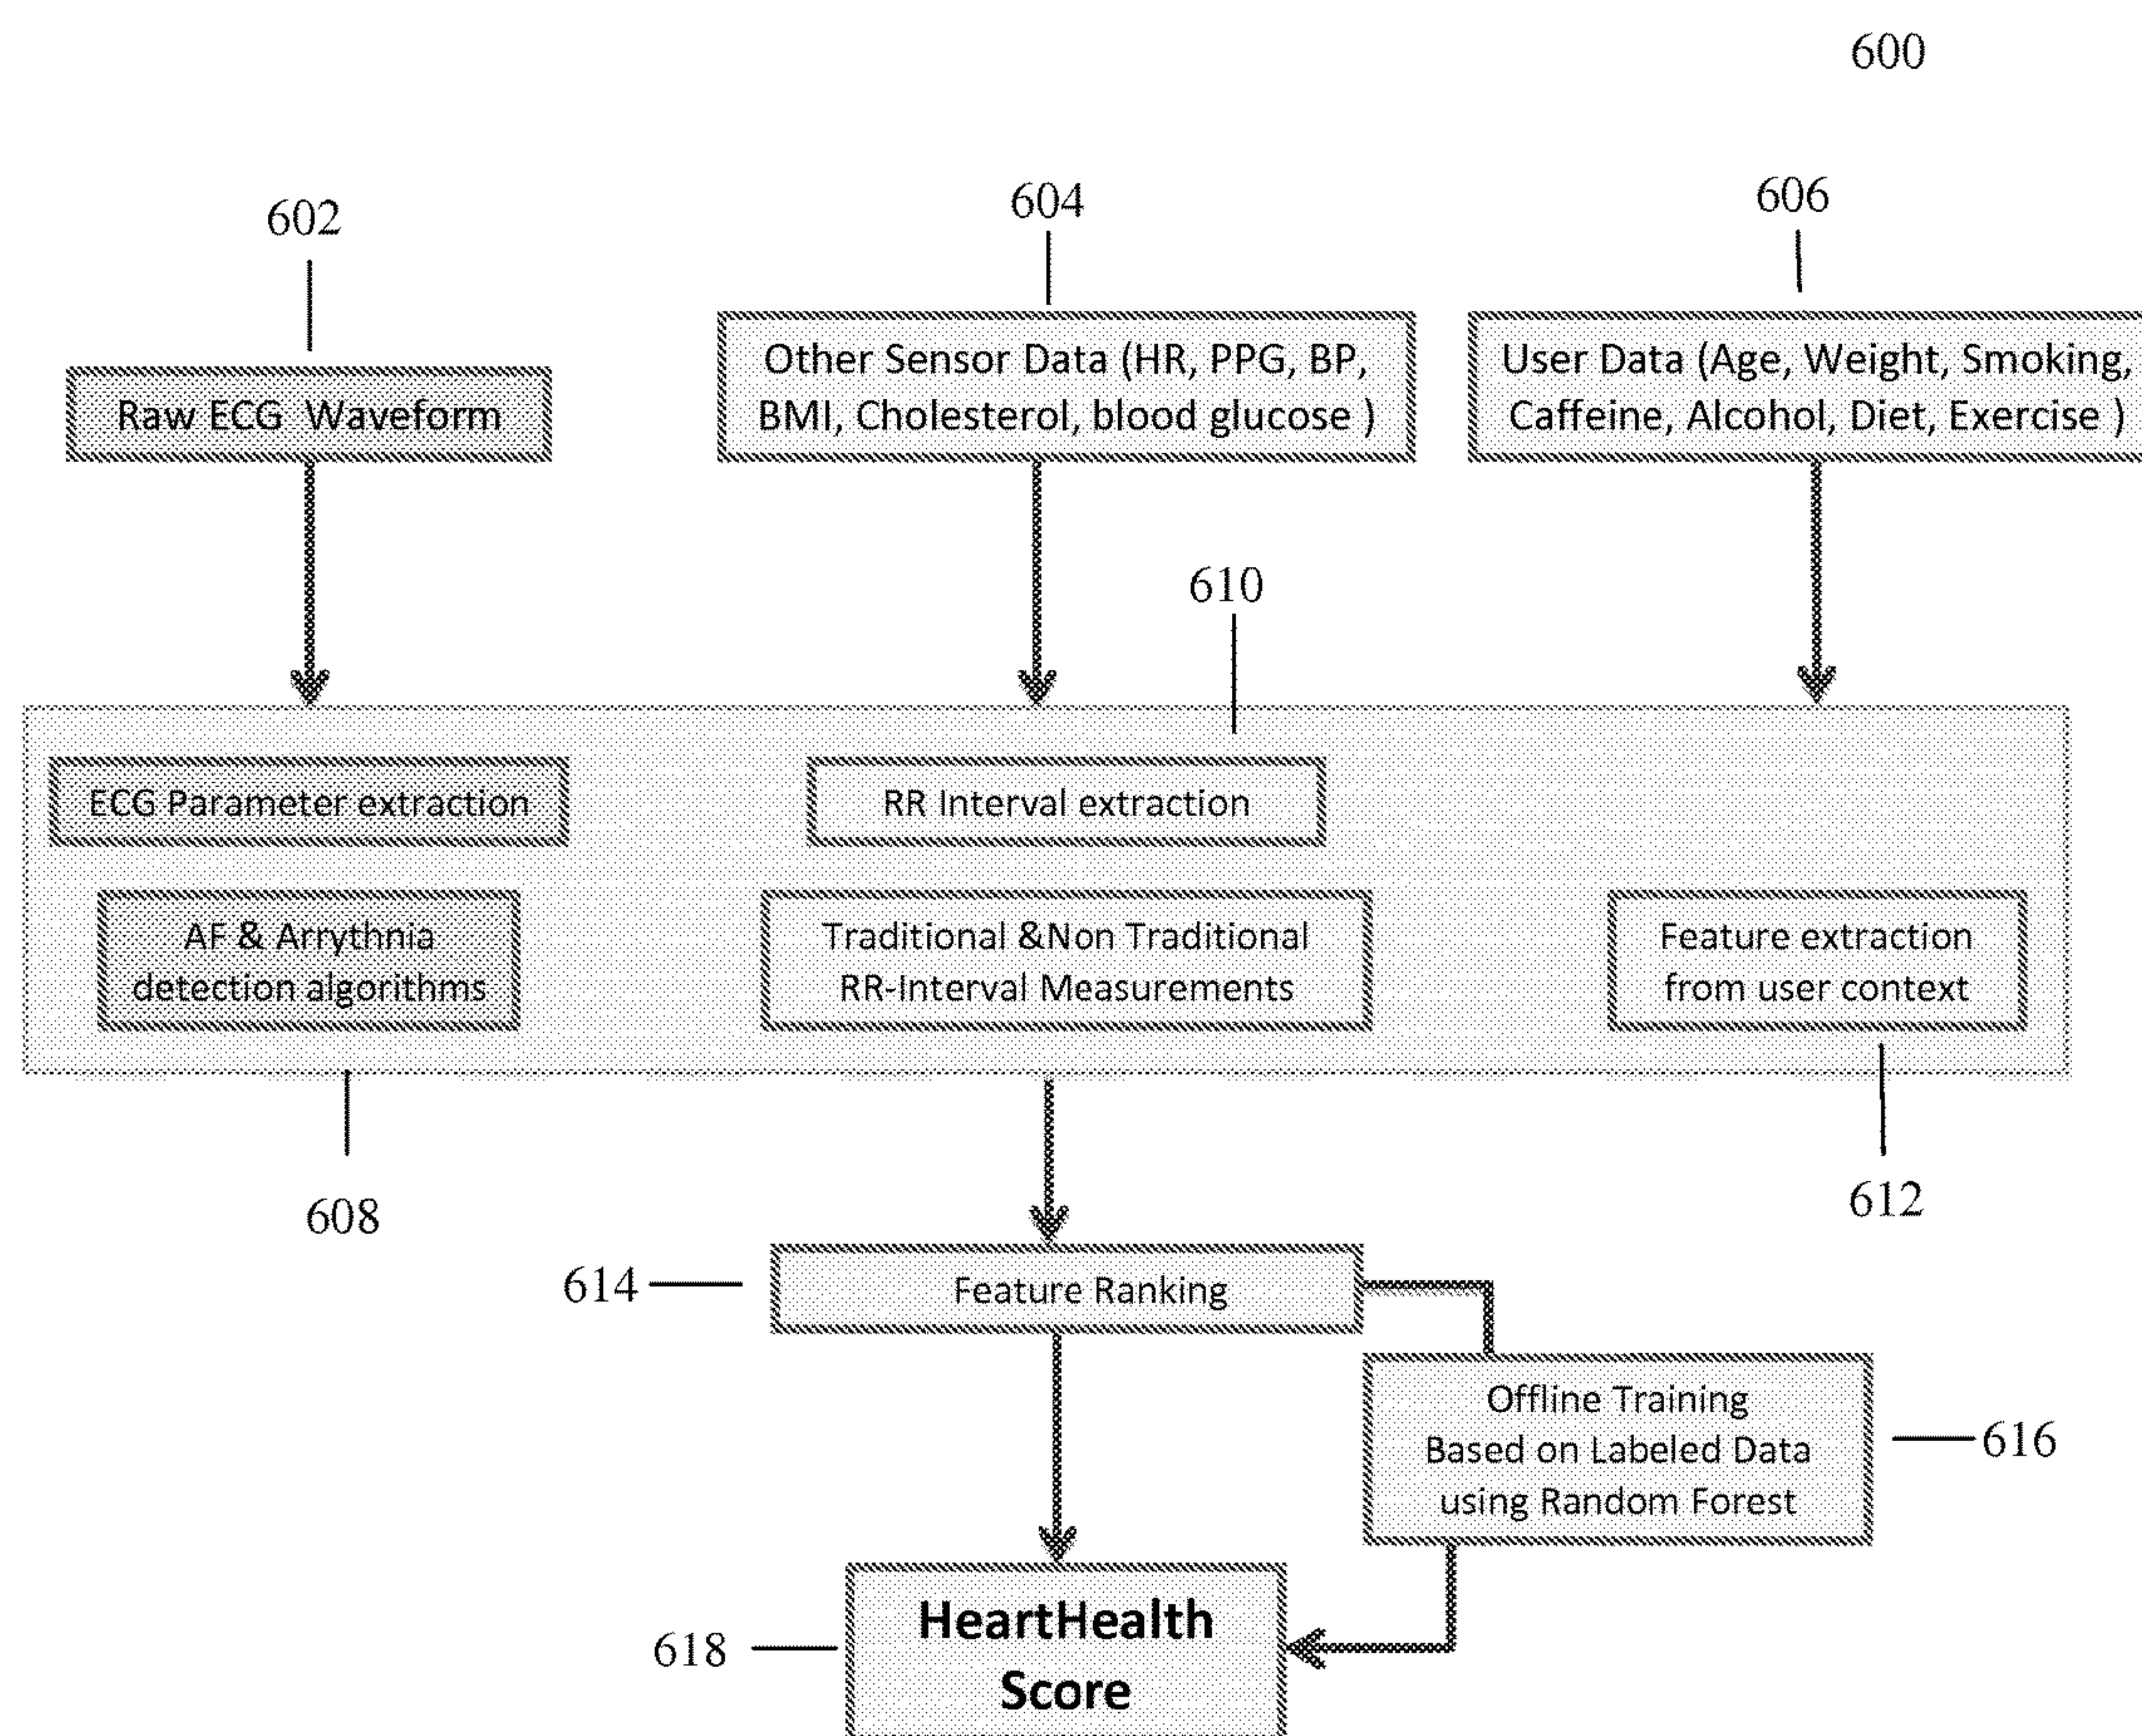 600
602
604
606
Raw ECG Waveform
Other Sensor Data (HR, PPG, BP,
BMI, Cholesterol, blood glucose )
User Data (Age, Weight, Smoking,
Caffeine, Alcohol, Diet, Exercise )
610
ECG Parameter extraction
RR Interval extraction
AF & Arrythnia
detection algorithms
Traditional &Non Traditional
RR-Interval Measurements
Feature extraction
from user context
608
612
614
Feature Ranking
Offline Training
Based on Labeled Data
using Random Forest
616
618
HeartHealth
Score